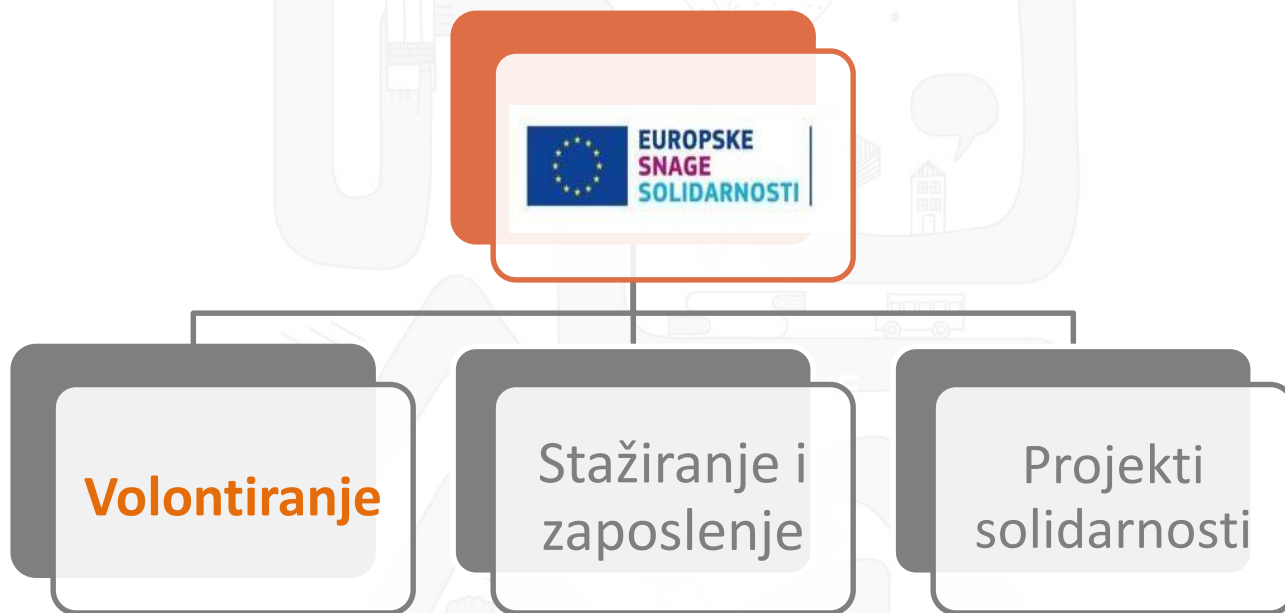 EUROPSKE
SNAGE
SOLIDARNOSTI
Volontiranje
Stažiranje i
zaposlenje
Projekti
solidarnosti